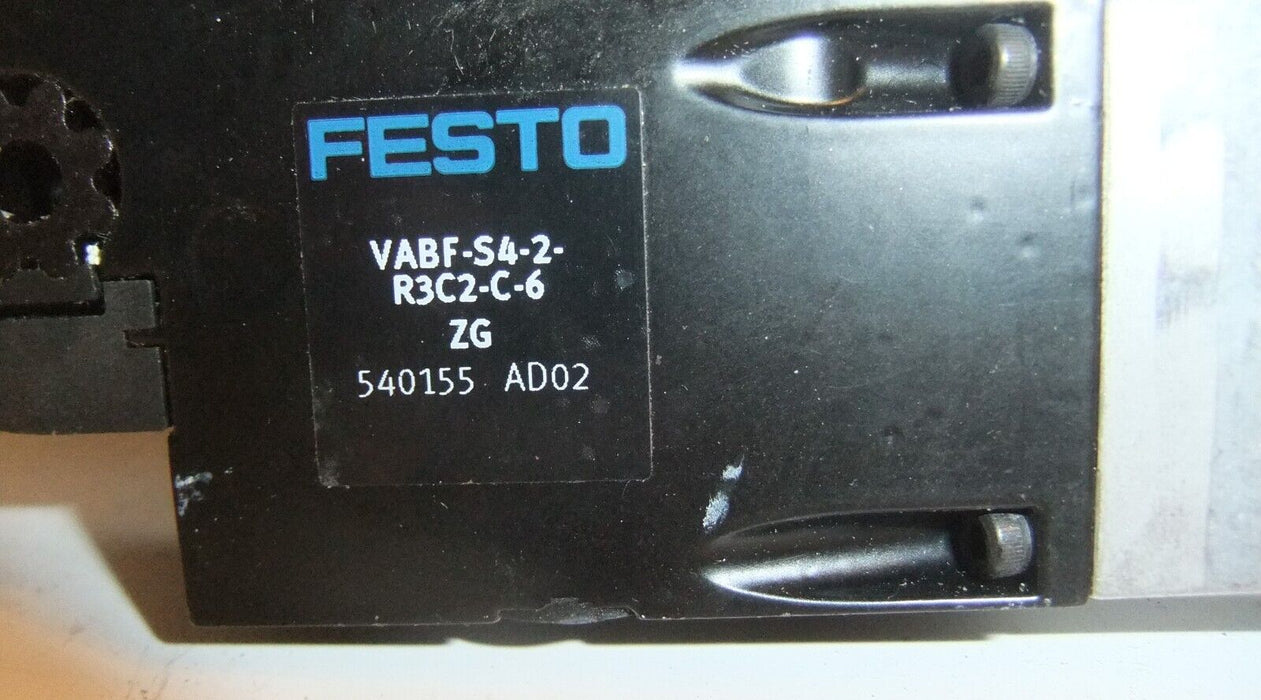 FESTO
VABF-S4-2-
R3C2-C-6
ZG
540155 AD02